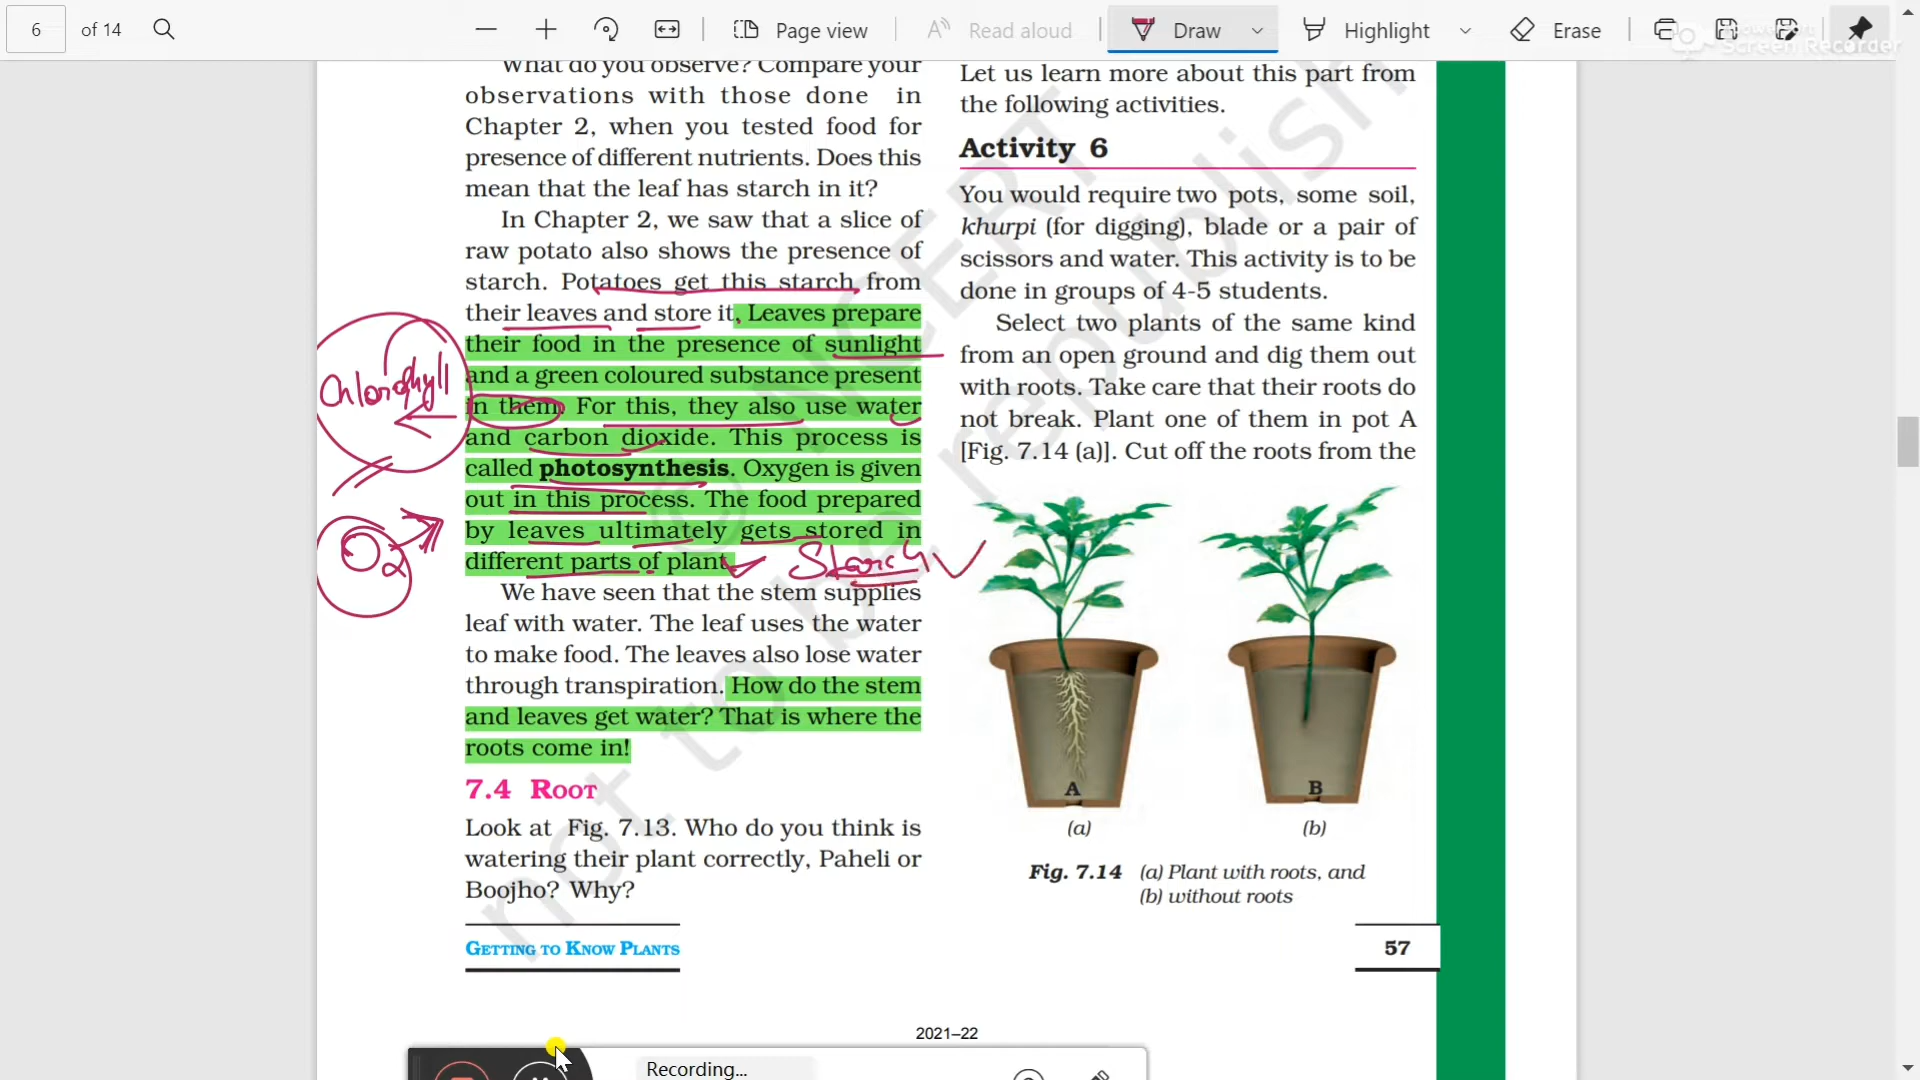 6 of 14
Page view
Read aloud
Draw
Highlight
Erase
Screen Recorder
What do you observe? Compare your
observations with those done in
Chapter 2, when you tested food for
presence of different nutrients. Does this
mean that the leaf has starch in it?
In Chapter 2, we saw that a slice of
raw potato also shows the presence of
starch. Potatoes get this starch from
their leaves and store it. Leaves prepare
their food in the presence of sunlight
and a green coloured substance present
in them. For this, they also use water
and carbon dioxide. This process is
called photosynthesis. Oxygen is given
out in this process. The food prepared
by leaves ultimately gets stored in
different parts of plant.
Chlorophyll
O2
Starch
We have seen that the stem supplies
leaf with water. The leaf uses the water
to make food. The leaves also lose water
through transpiration. How do the stem
and leaves get water? That is where the
roots come in!
7.4 ROOT
Look at Fig. 7.13. Who do you think is
watering their plant correctly, Paheli or
Boojho? Why?
Let us learn more about this part from
the following activities.
Activity 6
You would require two pots, some soil,
khurpi (for digging), blade or a pair of
scissors and water. This activity is to be
done in groups of 4-5 students.
Select two plants of the same kind
from an open ground and dig them out
with roots. Take care that their roots do
not break. Plant one of them in pot A
[Fig. 7.14 (a)]. Cut off the roots from the
A
B
(a)
(b)
Fig. 7.14 (a) Plant with roots, and
(b) without roots
© NCERT
not to be republish
GETTING TO KNOW PLANTS
57
2021–22
Recording...